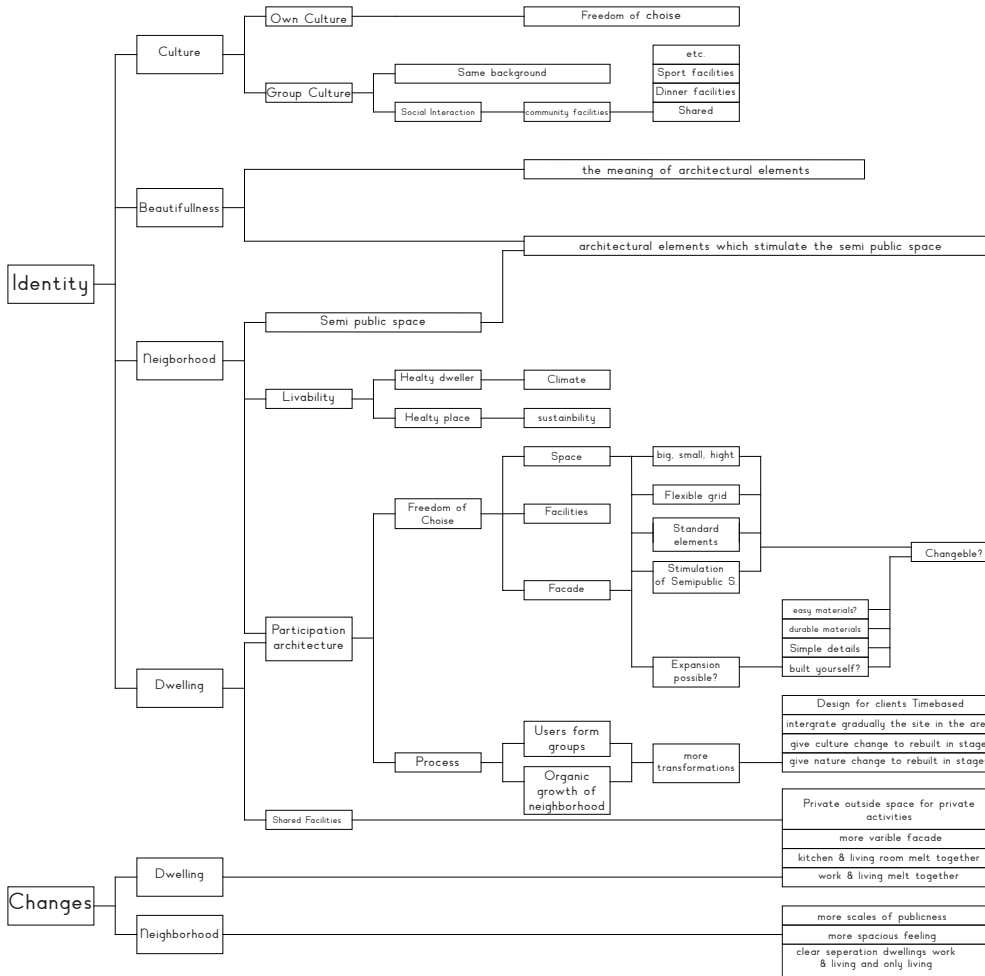 Own Culture
Freedom of choise
Culture
etc.
Same background
Sport facilities
Group Culture
Dinner facilities
Social Interaction
community facilities
Shared
the meaning of architectural elements
Beautifullness
architectural elements which stimulate the semi public space
Identity
Semi public space
Neigborhood
Healty dweller
Climate
Livability
Healty place
sustainbility
Space
big, small, hight
Flexible grid
Freedom of
Choise
Facilities
Standard
elements
Changeble?
Stimulation
of Semipublic S.
Facade
easy materials?
durable materials
Simple details
built yourself?
Participation
architecture
Expansion
possible?
Dwelling
Design for clients Timebased
intergrate gradually the site in the are
give culture change to rebuilt in stage
give nature change to rebuilt in stage
Users form
groups
Process
more
transformations
Organic
growth of
neighborhood
Private outside space for private
activities
Shared Facilities
more varible facade
kitchen & living room melt together
work & living melt together
Dwelling
Changes
more scales of publicness
Neighborhood
more spacious feeling
clear seperation dwellings work
& living and only living